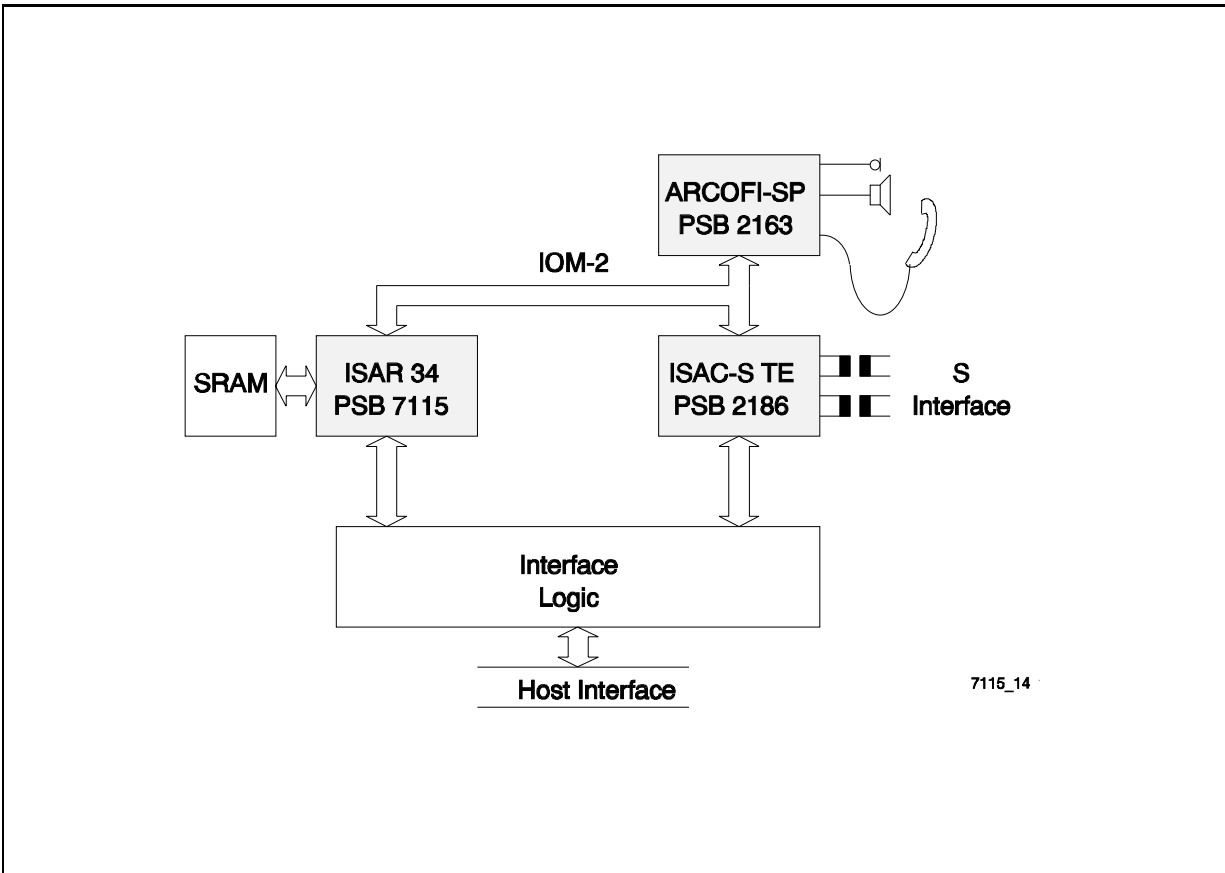 ARCOFI-SP
PSB 2163
IOM-2
SRAM
ISAR 34
PSB 7115
ISAC-S TE
PSB 2186
S
Interface
Interface
Logic
Host Interface
7115_14